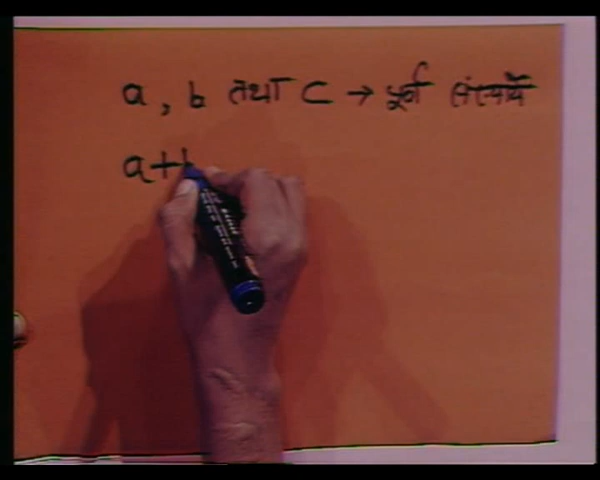 a, b तथा c → पूर्ण संख्यायें
a+b